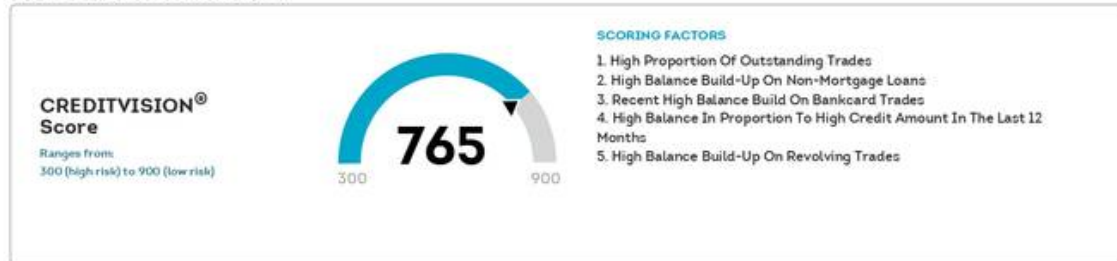 CREDITVISION®
Score
Ranges from:
300 (high risk) to 900 (low risk)
765
300
900
SCORING FACTORS
1. High Proportion Of Outstanding Trades
2. High Balance Build-Up On Non-Mortgage Loans
3. Recent High Balance Build On Bankcard Trades
4. High Balance In Proportion To High Credit Amount In The Last 12
Months
5. High Balance Build-Up On Revolving Trades